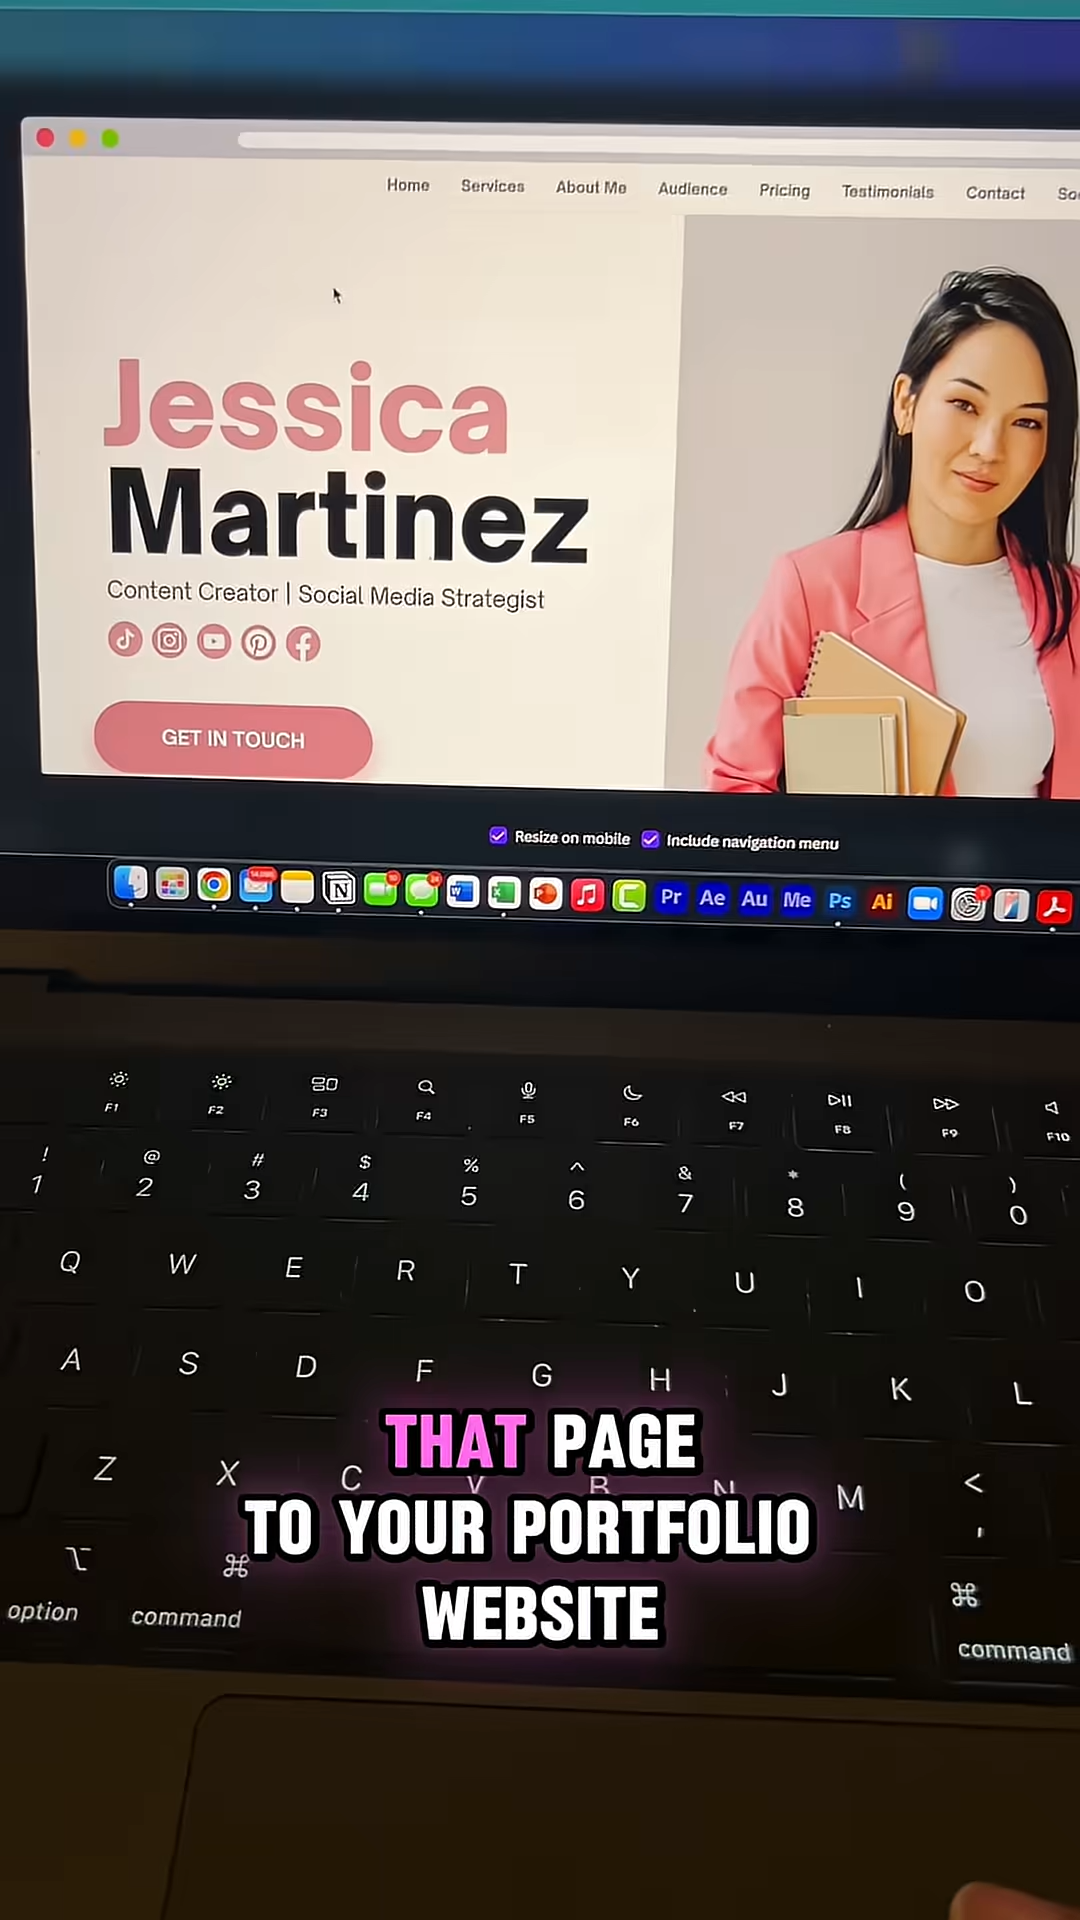 Home Services About Me Audience Pricing Testimonials Contact
Jessica
Martinez
Content Creator | Social Media Strategist
GET IN TOUCH
Resize on mobile Include navigation menu
N W X P Pr Ae Au Me Ps Ai
F1 F2 F3 F4 F5 F6 F7 F8 F9 F10
! @ # $ % ^ & * ( )
1 2 3 4 5 6 7 8 9 0
Q W E R T Y U I O
A S D F G H J K L
THAT PAGE
Z X C V B N M <
,
TO YOUR PORTFOLIO
WEBSITE
⌥ ⌘ ⌘
option command command